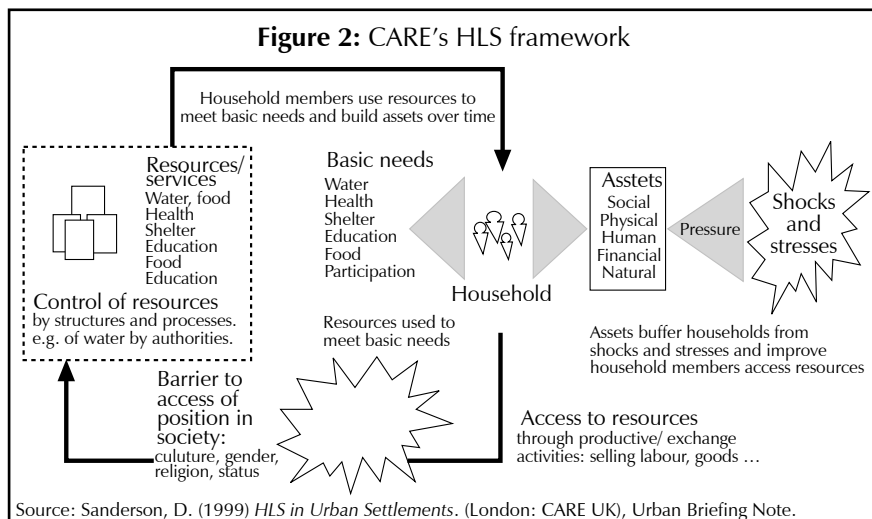 Figure 2: CARE's HLS framework
Household members use resources to
meet basic needs and build assets over time
Resources/
services
Water, food
Health
Shelter
Education
Food
Education
Control of resources
by structures and processes.
e.g. of water by authorities.
Basic needs
Water
Health
Shelter
Education
Food
Participation
Household
Asstets
Social
Physical
Human
Financial
Natural
Pressure
Shocks
and
stresses
Resources used to
meet basic needs
Assets buffer households from
shocks and stresses and improve
household members access resources
Barrier to
access of
position in
society:
culuture, gender,
religion, status
Access to resources
through productive/ exchange
activities: selling labour, goods ...
Source: Sanderson, D. (1999) HLS in Urban Settlements. (London: CARE UK), Urban Briefing Note.